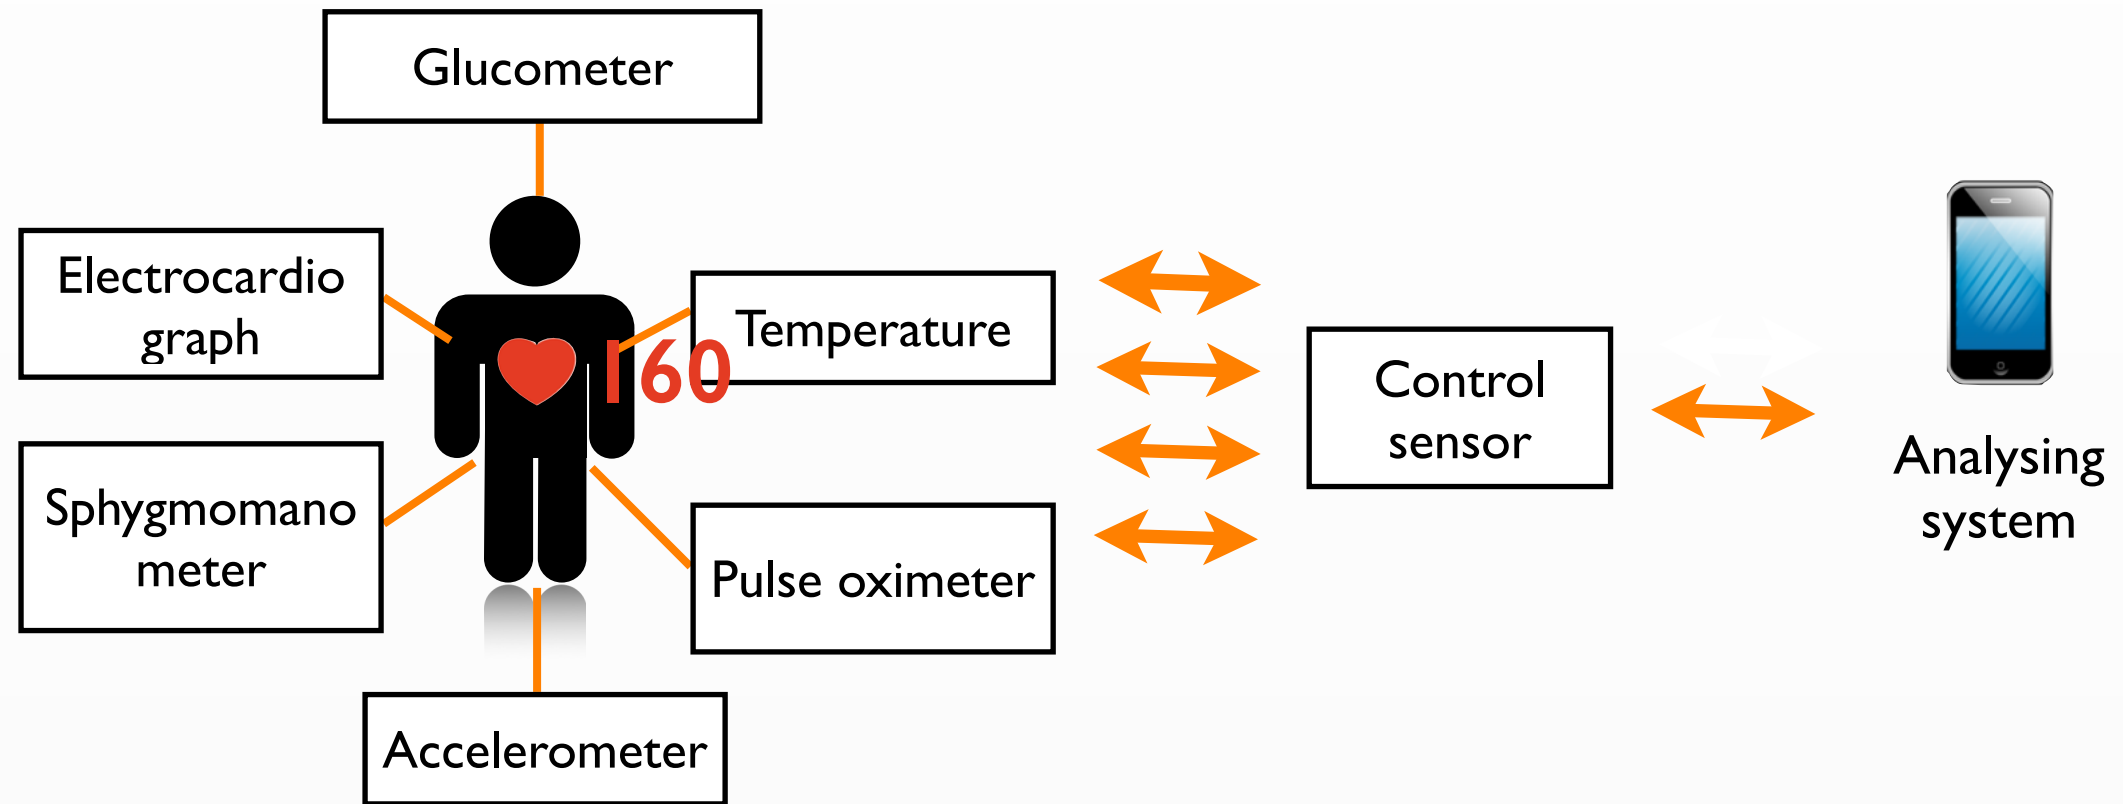 Glucometer
Electrocardio
graph
Temperature
160
Sphygmomano
meter
Pulse oximeter
Accelerometer
Control
sensor
Analysing
system